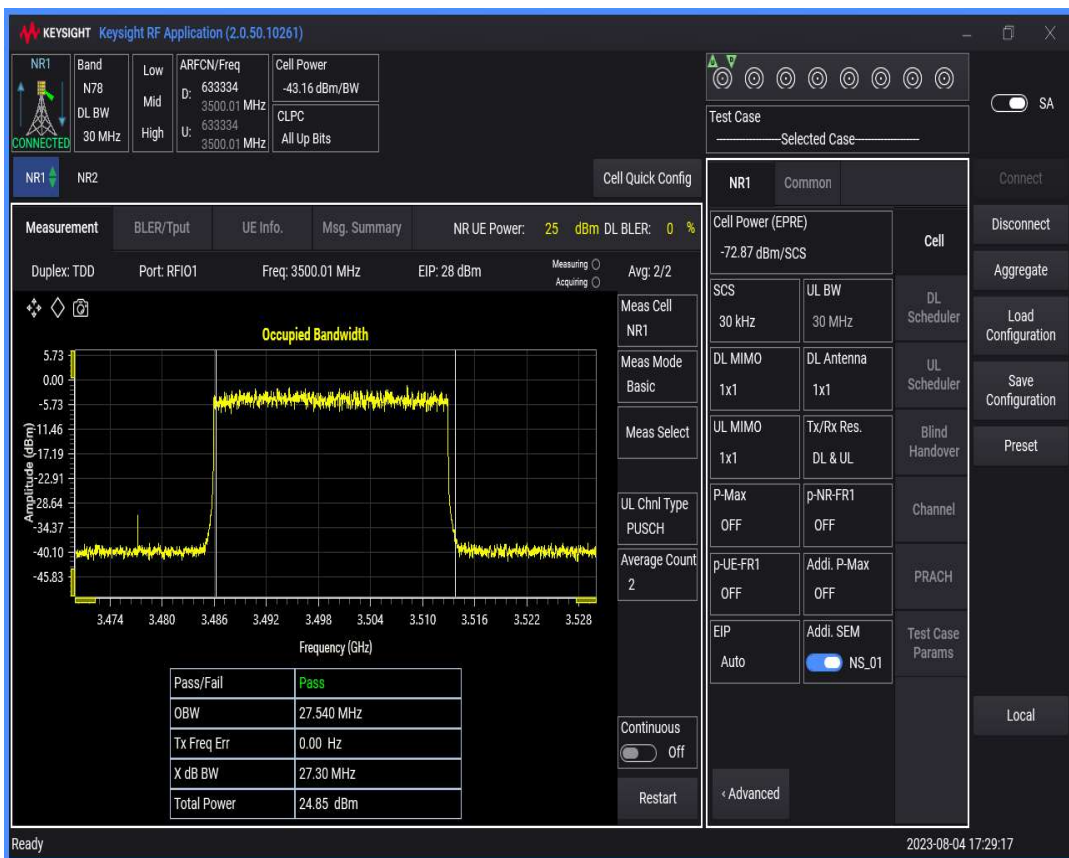 KEYSIGHT Keysight RF Application (2.0.50.10261)
NR1
CONNECTED
Band
N78
DL BW
30 MHz
Low
Mid
High
ARFCN/Freq
D: 633334
3500.01 MHz
U: 633334
3500.01 MHz
Cell Power
-43.16 dBm/BW
CLPC
All Up Bits
Test Case
Selected Case
SA
NR1 NR2
Cell Quick Config
Measurement BLER/Tput UE Info. Msg. Summary NR UE Power: 25 dBm DL BLER: 0 %
Duplex: TDD Port: RFIO1 Freq: 3500.01 MHz EIP: 28 dBm Measuring Avg: 2/2
Acquiring
Occupied Bandwidth
5.73
0.00
-5.73
-11.46
-17.19
-22.91
-28.64
-34.37
-40.10
-45.83
Amplitude (dBm)
3.474 3.480 3.486 3.492 3.498 3.504 3.510 3.516 3.522 3.528
Frequency (GHz)
Pass/Fail Pass
OBW 27.540 MHz
Tx Freq Err 0.00 Hz
X dB BW 27.30 MHz
Total Power 24.85 dBm
Meas Cell
NR1
Meas Mode
Basic
Meas Select
UL Chnl Type
PUSCH
Average Count
2
Continuous
Off
Restart
NR1 Common
Cell Power (EPRE)
-72.87 dBm/SCS
SCS
30 kHz
UL BW
30 MHz
DL MIMO
1x1
DL Antenna
1x1
UL MIMO
1x1
Tx/Rx Res.
DL & UL
P-Max
OFF
p-NR-FR1
OFF
p-UE-FR1
OFF
Addi. P-Max
OFF
EIP
Auto
Addi. SEM
NS_01
‹ Advanced
Cell
DL
Scheduler
UL
Scheduler
Blind
Handover
Channel
PRACH
Test Case
Params
Connect
Disconnect
Aggregate
Load
Configuration
Save
Configuration
Preset
Local
Ready
2023-08-04 17:29:17